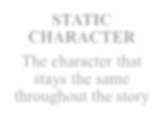 STATIC
CHARACTER
The character that
stays the same
throughout the story